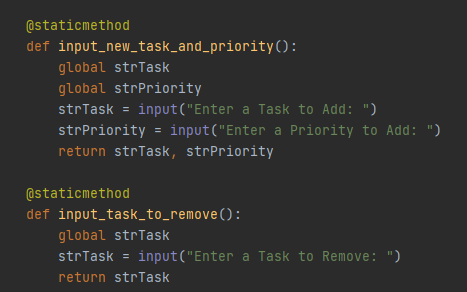 @staticmethod
def input_new_task_and_priority():
    global strTask
    global strPriority
    strTask = input("Enter a Task to Add: ")
    strPriority = input("Enter a Priority to Add: ")
    return strTask, strPriority

@staticmethod
def input_task_to_remove():
    global strTask
    strTask = input("Enter a Task to Remove: ")
    return strTask